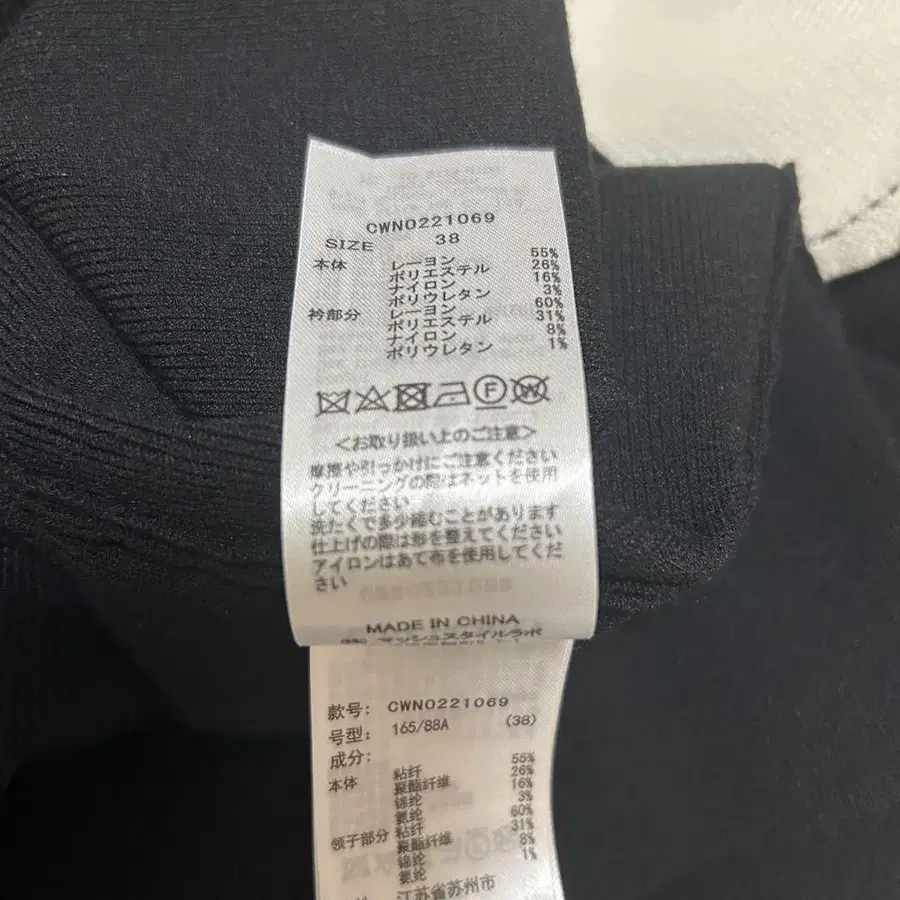 CWN0221069
SIZE 38
本体 レーヨン 55%
ポリエステル 26%
ナイロン 16%
ポリウレタン 3%
衿部分 レーヨン 60%
ポリエステル 31%
ナイロン 8%
ポリウレタン 1%
F
W
<お取り扱い上のご注意>
摩擦や引っかけにご注意ください
クリーニングの際はネットを使用
してください
洗たくで多少縮むことがあります
仕上げの際は形を整えてください
アイロンはあて布を使用してくだ
さい
MADE IN CHINA
マッシュスタイルラボ
款号: CWN0221069
号型: 165/88A (38)
成分:
本体 粘纤 55%
聚酯纤维 26%
锦纶 16%
氨纶 3%
领子部分 粘纤 60%
聚酯纤维 31%
锦纶 8%
氨纶 1%
江苏省苏州市